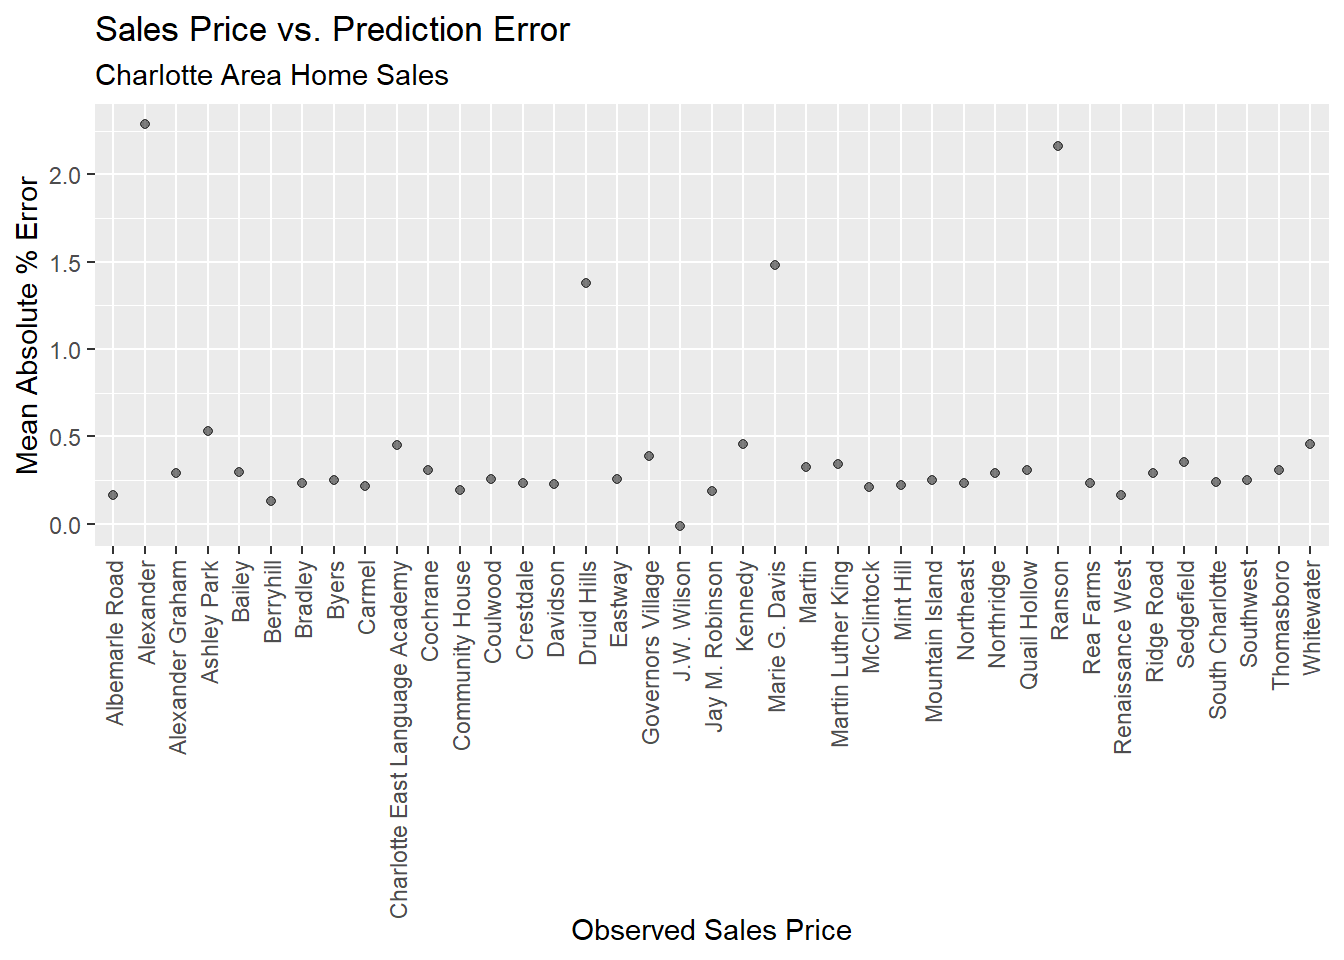 Sales Price vs. Prediction Error
Charlotte Area Home Sales
Mean Absolute % Error
2.0
1.5
1.0
0.5
0.0
Albemarle Road
Alexander
Alexander Graham
Ashley Park
Bailey
Berryhill
Bradley
Byers
Carmel
Charlotte East Language Academy
Cochrane
Community House
Coulwood
Crestdale
Davidson
Druid Hills
Eastway
Governors Village
J.W. Wilson
Jay M. Robinson
Kennedy
Marie G. Davis
Martin
Martin Luther King
McClintock
Mint Hill
Mountain Island
Northeast
Northridge
Quail Hollow
Ranson
Rea Farms
Renaissance West
Ridge Road
Sedgefield
South Charlotte
Southwest
Thomasboro
Whitewater
Observed Sales Price